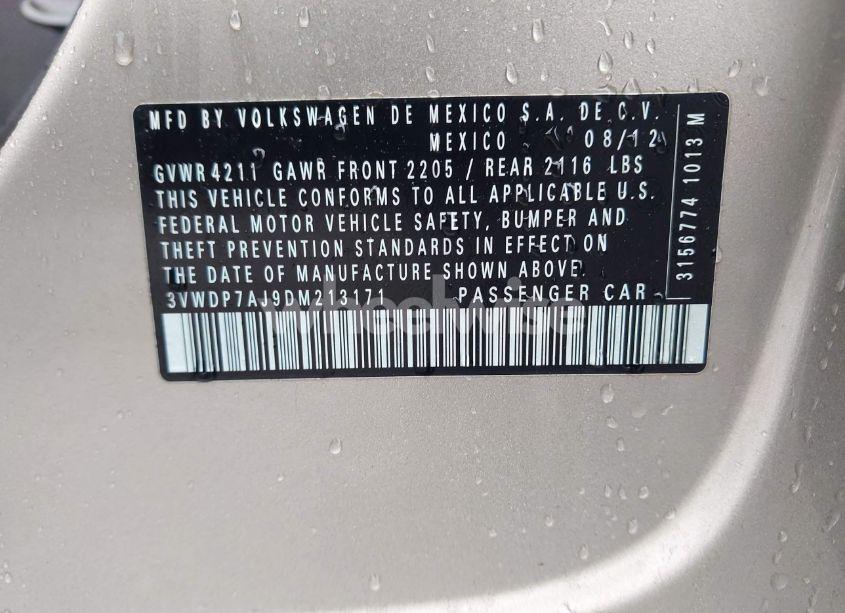 MFD BY VOLKSWAGEN DE MEXICO S.A. DE C.V.
MEXICO 08/12
GVWR 4211 GAWR FRONT 2205 / REAR 2116 LBS
THIS VEHICLE CONFORMS TO ALL APPLICABLE U.S.
FEDERAL MOTOR VEHICLE SAFETY, BUMPER AND
THEFT PREVENTION STANDARDS IN EFFECT ON
THE DATE OF MANUFACTURE SHOWN ABOVE.
3VWDP7AJ9DM213171 PASSENGER CAR
3156774 1013 M
wheelwise